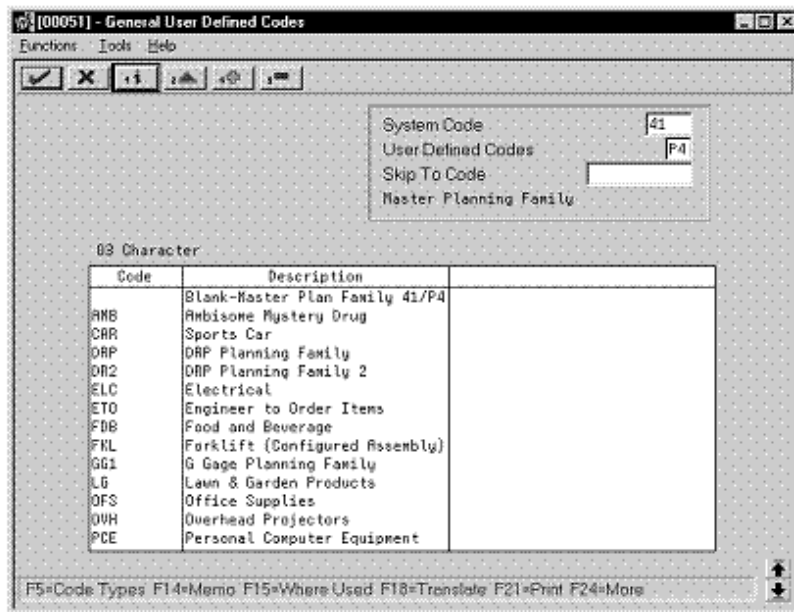 [00051] - General User Defined Codes
Functions Tools Help
System Code 41
User Defined Codes P4
Skip To Code
Master Planning Family
03 Character
Code Description
Blank-Master Plan Family 41/P4
AMB Ambisome Mystery Drug
CAR Sports Car
DRP DRP Planning Family
DR2 DRP Planning Family 2
ELC Electrical
ETO Engineer to Order Items
FDB Food and Beverage
FKL Forklift (Configured Assembly)
GG1 G Gage Planning Family
LG Lawn & Garden Products
OFS Office Supplies
OVH Overhead Projectors
PCE Personal Computer Equipment
F5=Code Types F14=Memo F15=Where Used F18=Translate F21=Print F24=More